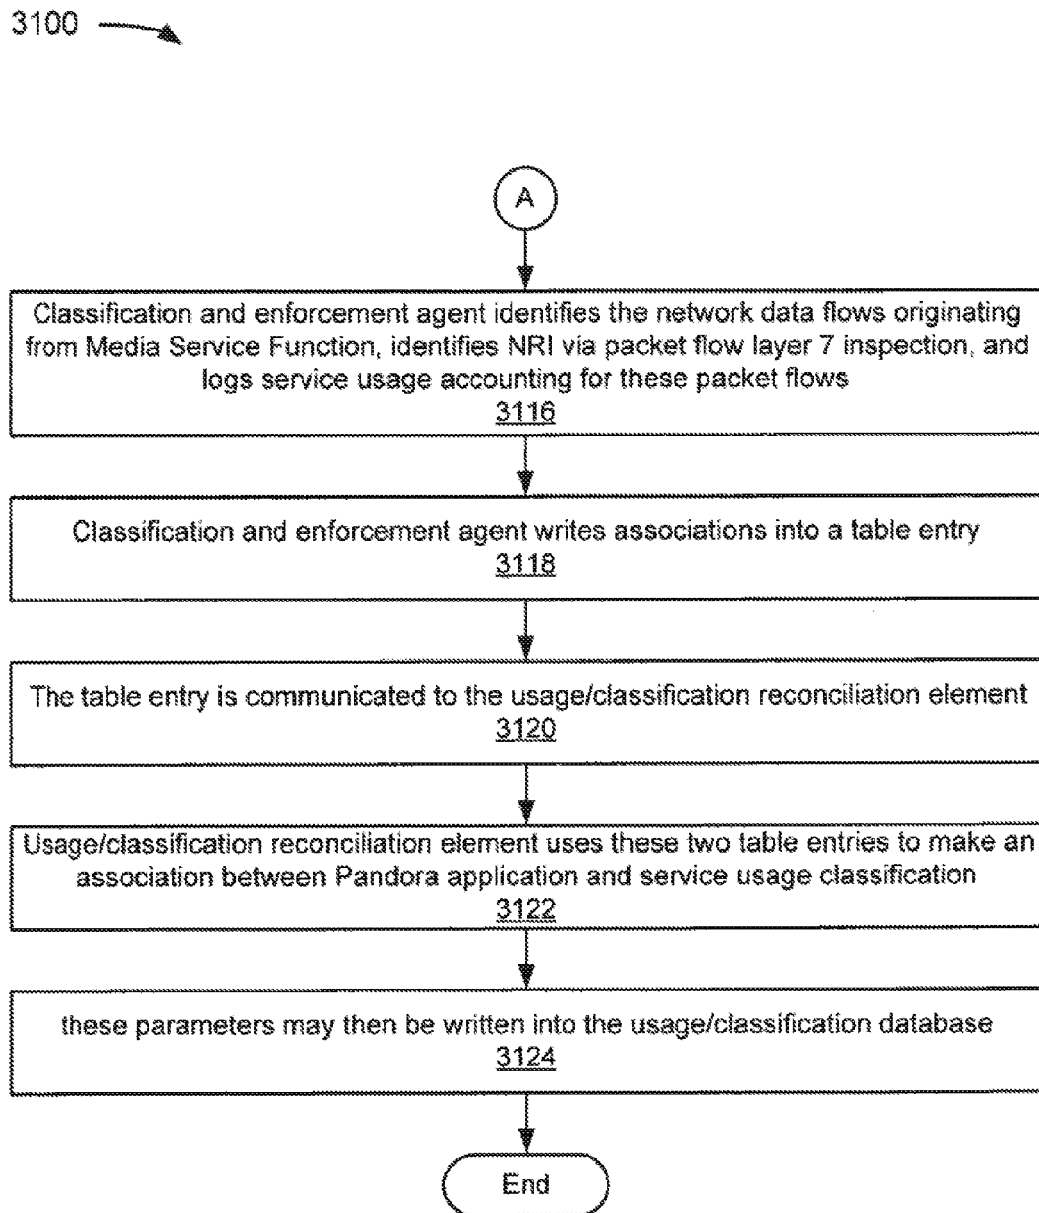 3100
A
Classification and enforcement agent identifies the network data flows originating
from Media Service Function, identifies NRI via packet flow layer 7 inspection, and
logs service usage accounting for these packet flows
3116
Classification and enforcement agent writes associations into a table entry
3118
The table entry is communicated to the usage/classification reconciliation element
3120
Usage/classification reconciliation element uses these two table entries to make an
association between Pandora application and service usage classification
3122
these parameters may then be written into the usage/classification database
3124
End